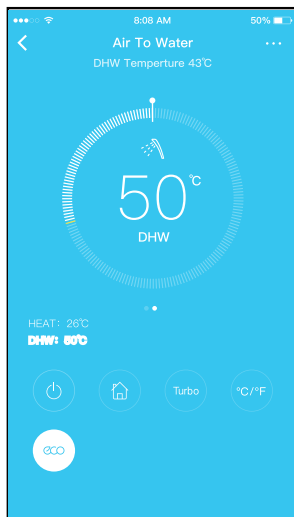 8:08 AM 50%
Air To Water
DHW Temperture 43℃
50℃
DHW
HEAT: 26℃
DHW: 50℃
Turbo
°C/°F
eco